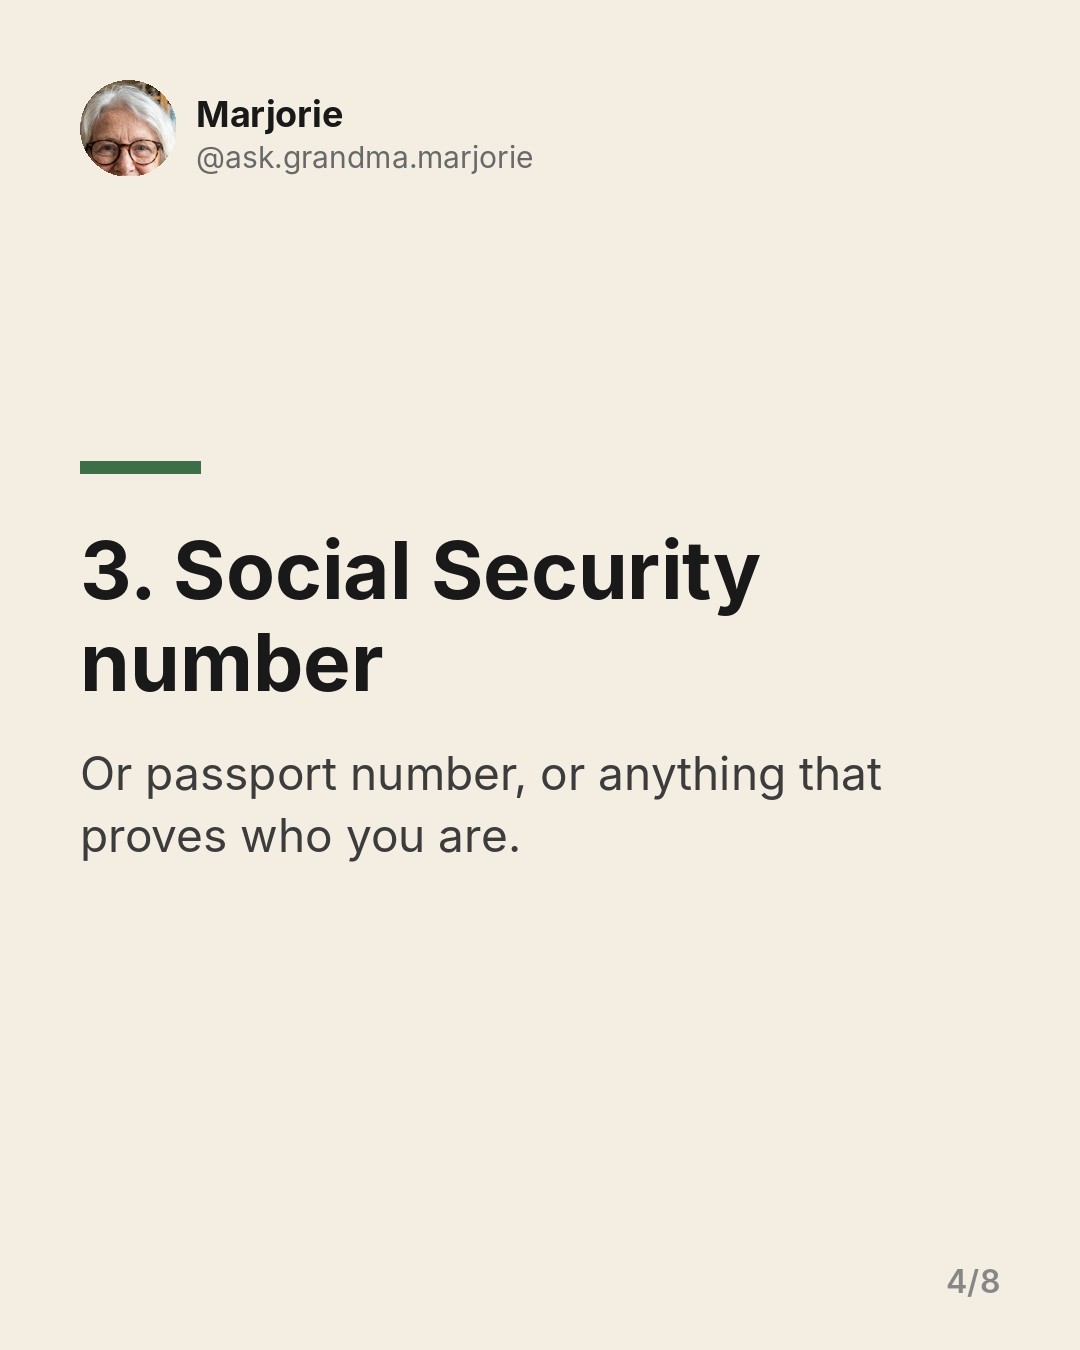 Marjorie
@ask.grandma.marjorie
3. Social Security
number
Or passport number, or anything that
proves who you are.
4/8